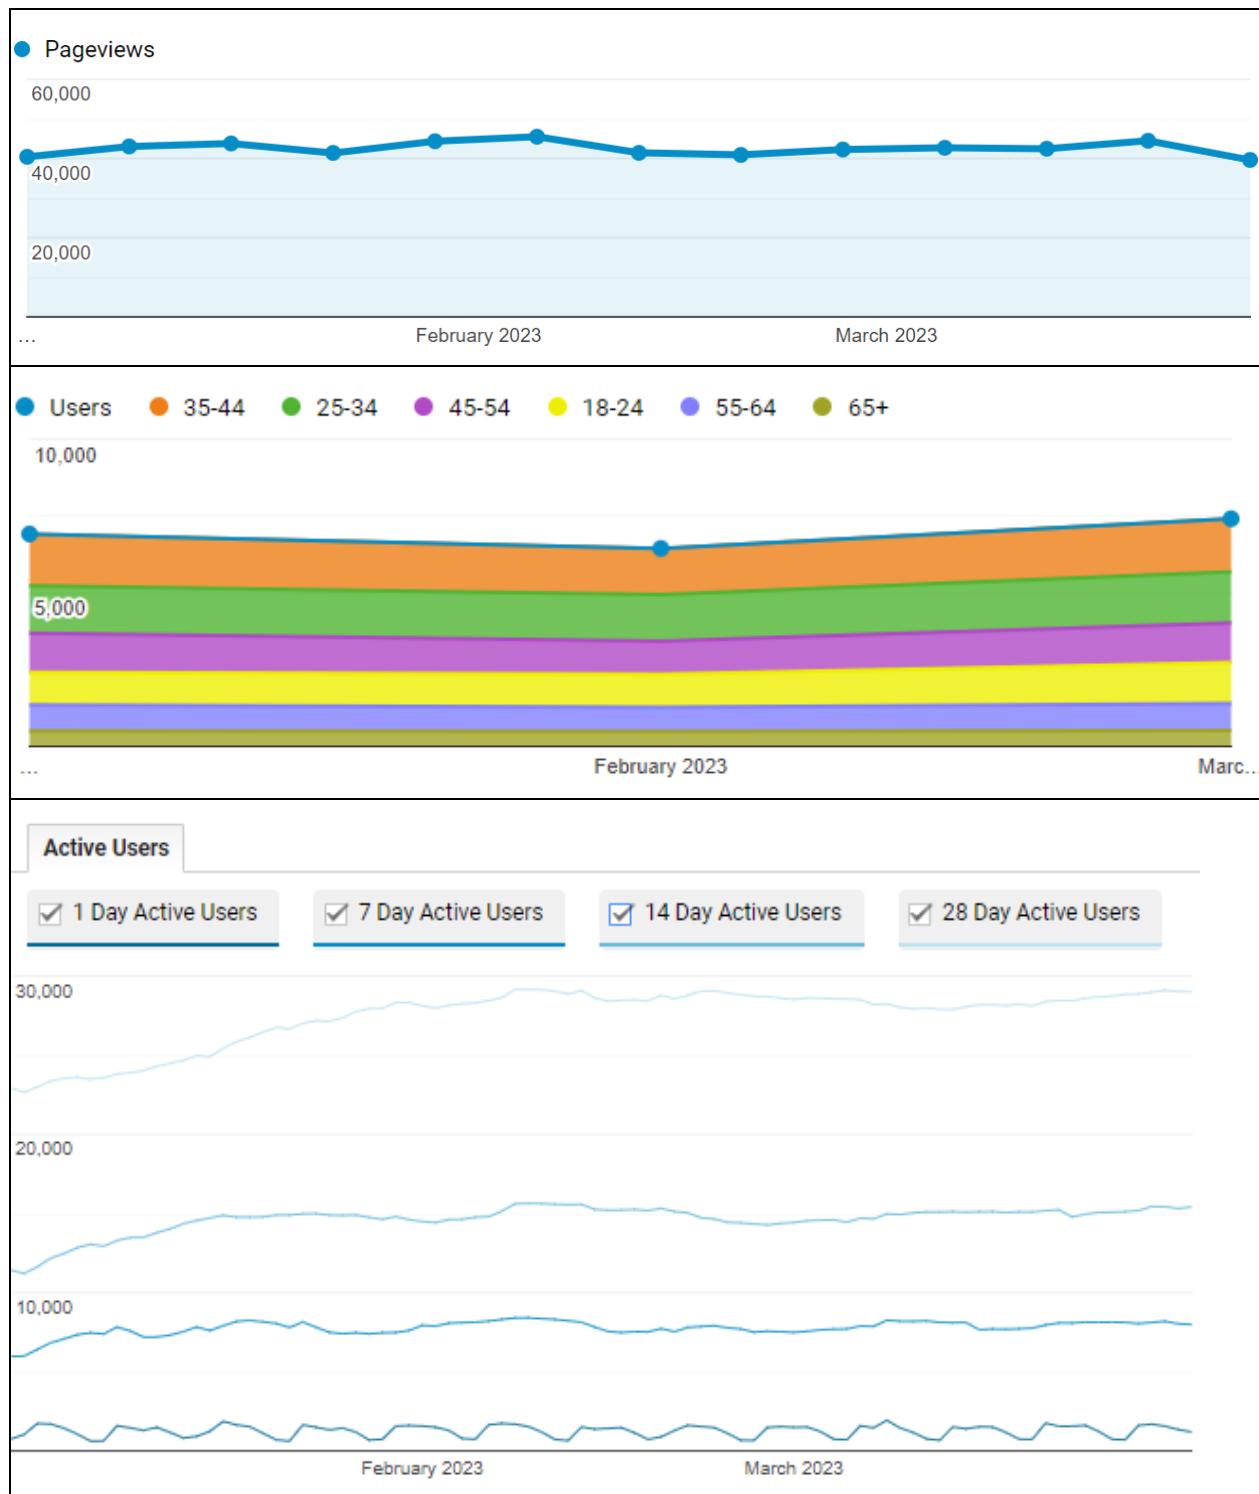 Pageviews
60,000
40,000
20,000
... February 2023 March 2023
Users 35-44 25-34 45-54 18-24 55-64 65+
10,000
5,000
... February 2023 Marc...
Active Users
1 Day Active Users 7 Day Active Users 14 Day Active Users 28 Day Active Users
30,000
20,000
10,000
February 2023 March 2023